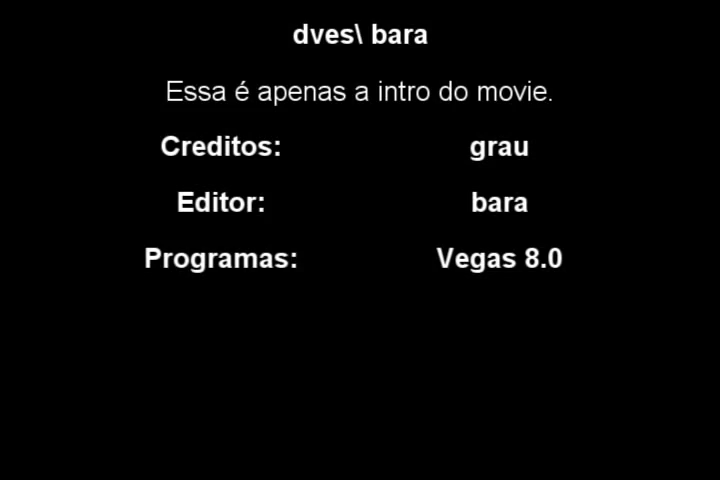 dves\ bara
Essa é apenas a intro do movie.
Creditos: grau
Editor: bara
Programas: Vegas 8.0